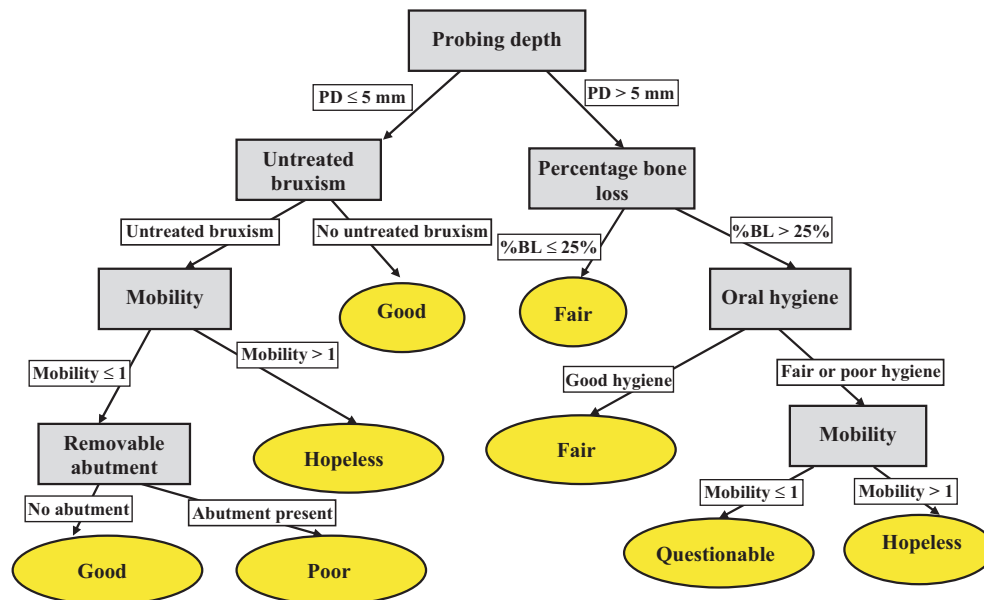 Probing depth
PD ≤ 5 mm
PD > 5 mm
Untreated
bruxism
Percentage bone
loss
Untreated bruxism
No untreated bruxism
%BL ≤ 25%
%BL > 25%
Mobility
Good
Fair
Oral hygiene
Mobility ≤ 1
Mobility > 1
Good hygiene
Fair or poor hygiene
Removable
abutment
Hopeless
Fair
Mobility
No abutment
Abutment present
Mobility ≤ 1
Mobility > 1
Good
Poor
Questionable
Hopeless